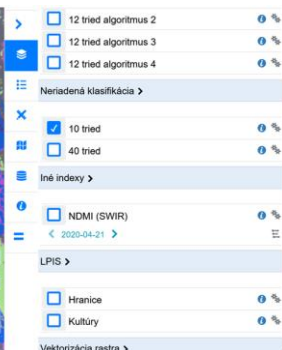 12 tried algoritmus 2
12 tried algoritmus 3
12 tried algoritmus 4
Neriadená klasifikácia >
10 tried
40 tried
Iné indexy >
NDMI (SWIR)
< 2020-04-21 >
LPIS >
Hranice
Kultúry
Vektorizácia rastra >